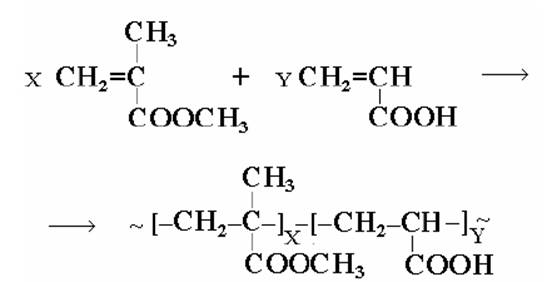 CH₃
X CH₂=C + Y CH₂=CH →
COOCH₃ COOH
CH₃
→ ~ [–CH₂–C–]X–[–CH₂–CH–]Y ~
COOCH₃ COOH